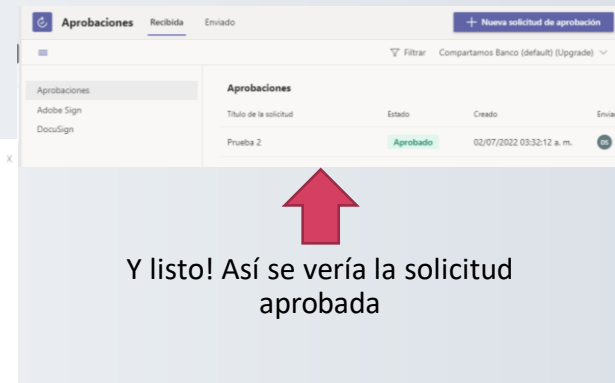 Aprobaciones Recibida Enviado + Nueva solicitud de aprobación
Filtrar Compartamos Banco (default) (Upgrade)
Aprobaciones
Adobe Sign
DocuSign
Aprobaciones
Título de la solicitud Estado Creado Envia
Prueba 2 Aprobado 02/07/2022 03:32:12 a. m. DS
X
Y listo! Así se vería la solicitud
aprobada